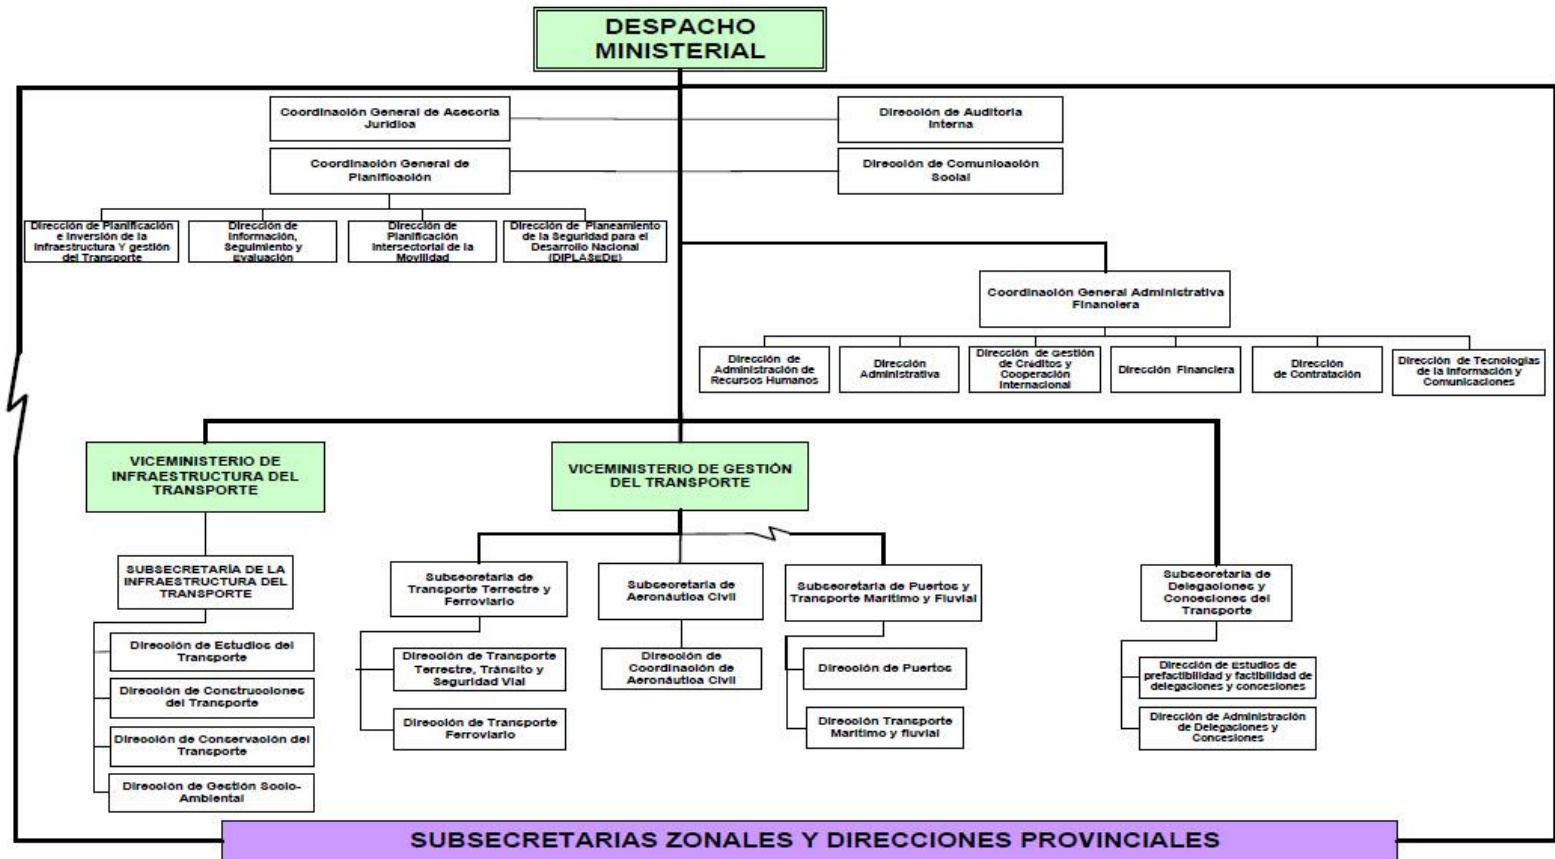 DESPACHO
MINISTERIAL
Coordinación General de Asesoria
Jurídica
Dirección de Auditoria
Interna
Coordinación General de
Planificación
Dirección de Comunicación
Social
Dirección de Planificación
e Inversión de la
Infraestructura Y gestión
del Transporte
Dirección de
Información,
Seguimiento y
Evaluación
Dirección de
Planificación
Intersectorial de la
Movilidad
Dirección de Planeamiento
de la Seguridad para el
Desarrollo Nacional
(DIPLASEDE)
Coordinación General Administrativa
Financiera
Dirección de
Administración de
Recursos Humanos
Dirección
Administrativa
Dirección de Gestión
de Créditos y
Cooperación
Internacional
Dirección Financiera
Dirección
de Contratación
Dirección de Tecnologías
de la Información y
Comunicaciones
VICEMINISTERIO DE
INFRAESTRUCTURA DEL
TRANSPORTE
VICEMINISTERIO DE GESTIÓN
DEL TRANSPORTE
SUBSECRETARÍA DE LA
INFRAESTRUCTURA DEL
TRANSPORTE
Dirección de Estudios del
Transporte
Dirección de Construcciones
del Transporte
Dirección de Conservación del
Transporte
Dirección de Gestión Socio-
Ambiental
Subsecretaria de
Transporte Terrestre y
Ferroviario
Dirección de Transporte
Terrestre, Tránsito y
Seguridad Vial
Dirección de Transporte
Ferroviario
Subsecretaria de
Aeronáutica Civil
Dirección de
Coordinación de
Aeronáutica Civil
Subsecretaria de Puertos y
Transporte Marítimo y Fluvial
Dirección de Puertos
Dirección Transporte
Marítimo y fluvial
Subsecretaria de
Delegaciones y
Concesiones del
Transporte
Dirección de Estudios de
prefactibilidad y factibilidad de
delegaciones y concesiones
Dirección de Administración
de Delegaciones y
Concesiones
SUBSECRETARIAS ZONALES Y DIRECCIONES PROVINCIALES